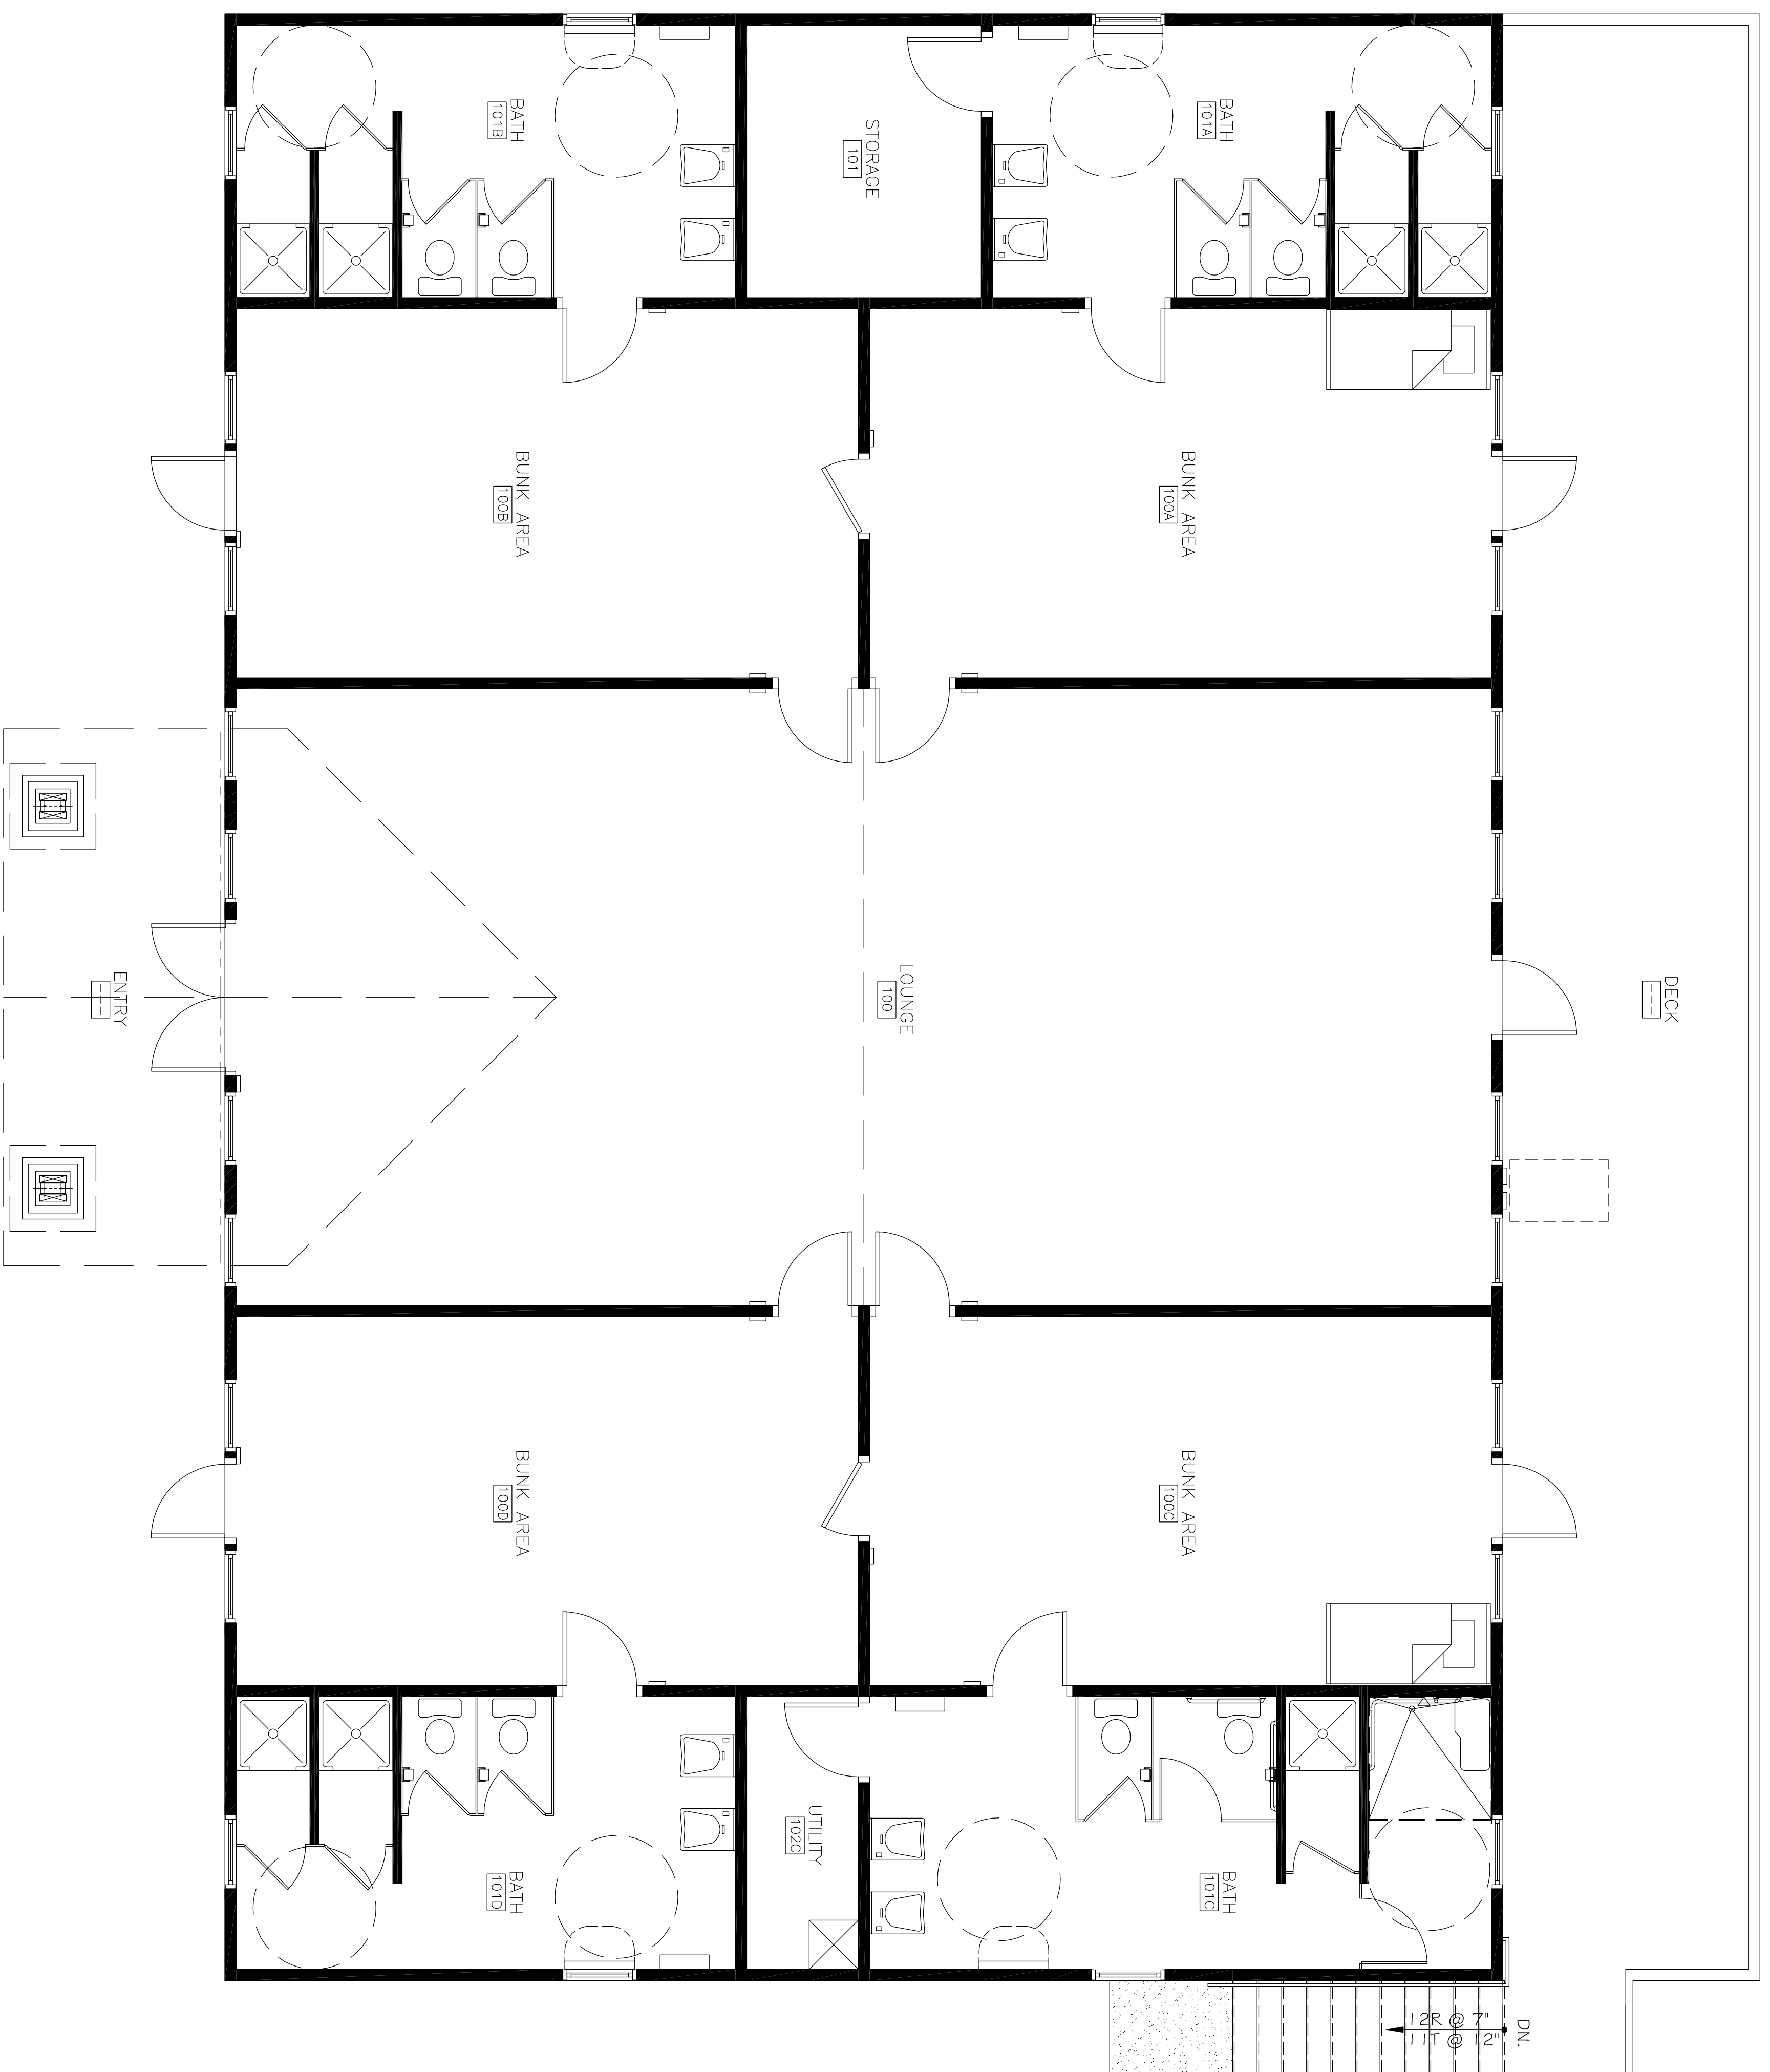 DECK
---
BATH
101A
STORAGE
101
BATH
101B
BUNK AREA
100A
BUNK AREA
100B
LOUNGE
100
ENTRY
---
BUNK AREA
100C
BUNK AREA
100D
BATH
101C
UTILITY
102C
BATH
101D
DN.
12R @ 7"
11T @ 12"